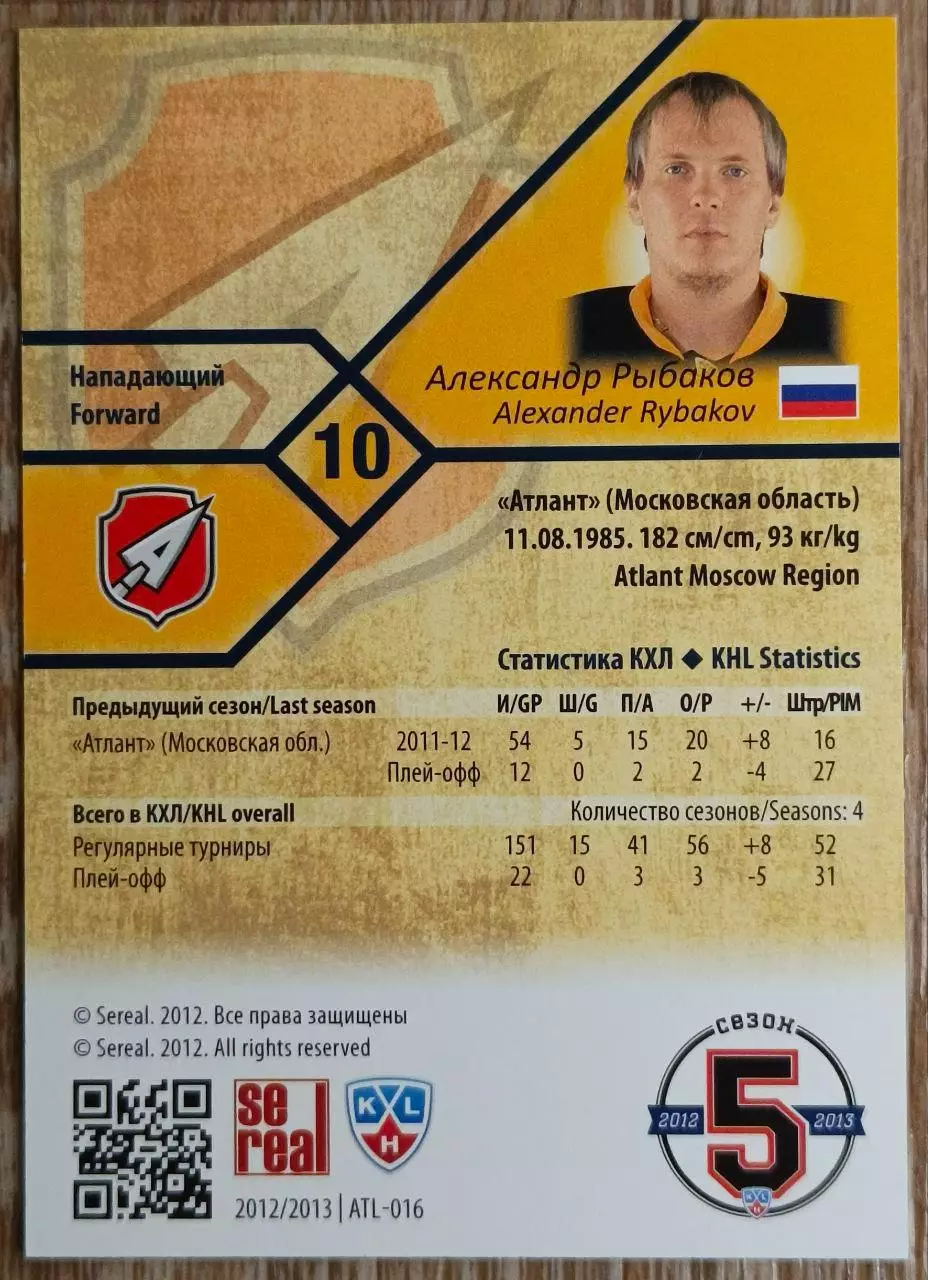 Нападающий
Forward
10
Александр Рыбаков
Alexander Rybakov
«Атлант» (Московская область)
11.08.1985. 182 см/cm, 93 кг/kg
Atlant Moscow Region
Статистика КХЛ ◆ KHL Statistics
Предыдущий сезон/Last season И/GP Ш/G П/A О/P +/- Штр/PIM
«Атлант» (Московская обл.) 2011-12 54 5 15 20 +8 16
Плей-офф 12 0 2 2 -4 27
Всего в КХЛ/KHL overall Количество сезонов/Seasons: 4
Регулярные турниры 151 15 41 56 +8 52
Плей-офф 22 0 3 3 -5 31
© Sereal. 2012. Все права защищены
© Sereal. 2012. All rights reserved
se
real
KHL
2012/2013 | ATL-016
СЕЗОН
2012 5 2013
KHL